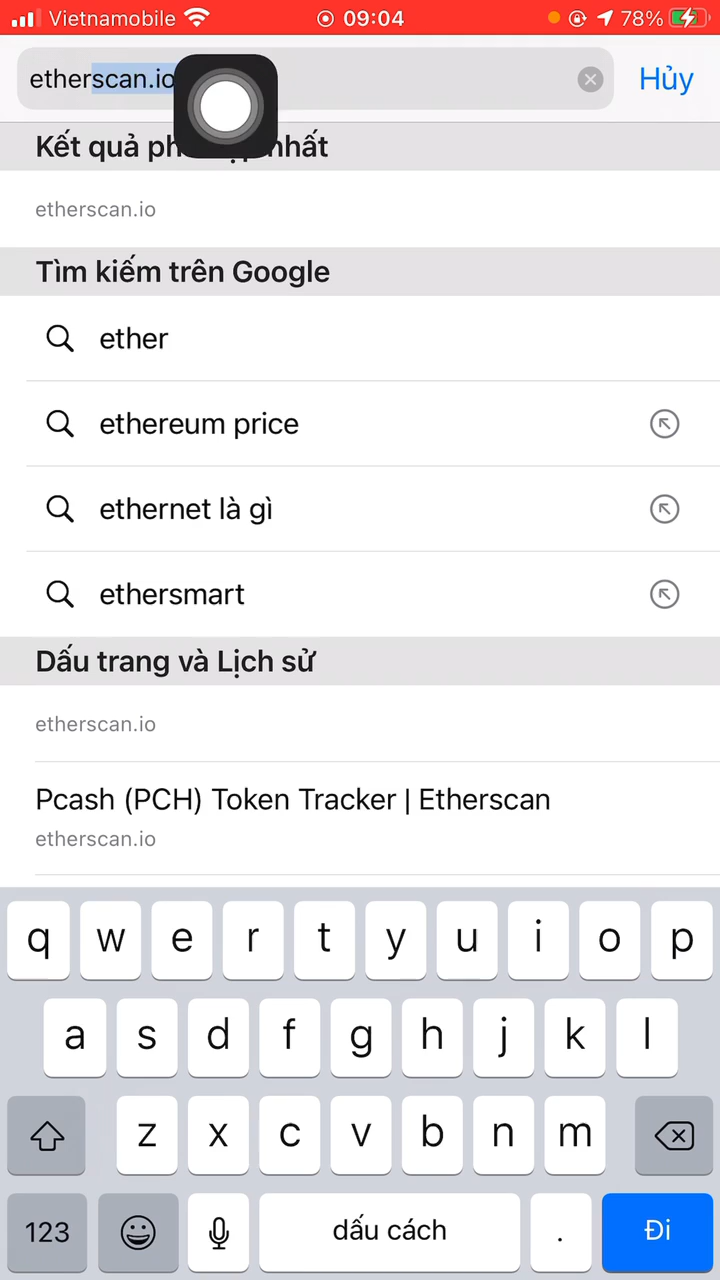 Vietnamobile 09:04 78%
etherscan.io Hủy
Kết quả ph nhất
etherscan.io
Tìm kiếm trên Google
ether
ethereum price
ethernet là gì
ethersmart
Dấu trang và Lịch sử
etherscan.io
Pcash (PCH) Token Tracker | Etherscan
etherscan.io
q w e r t y u i o p
a s d f g h j k l
z x c v b n m
123 dấu cách . Đi